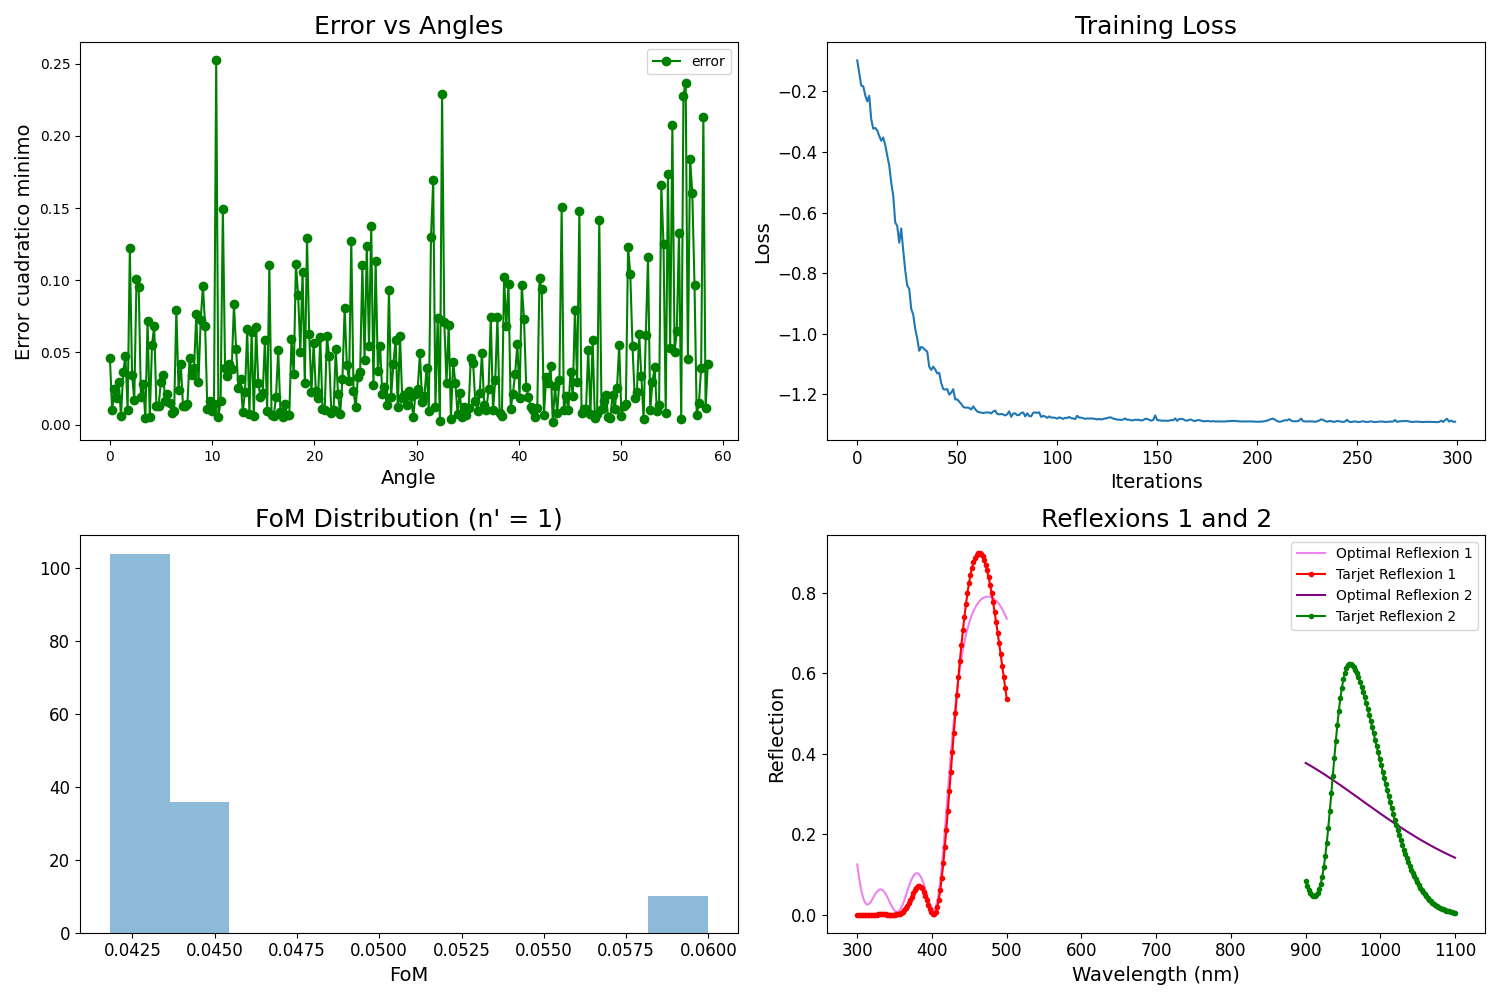 Error vs Angles
error
0.25
0.20
0.15
0.10
0.05
0.00
Error cuadratico minimo
0 10 20 30 40 50 60
Angle
Training Loss
−0.2
−0.4
−0.6
−0.8
−1.0
−1.2
Loss
0 50 100 150 200 250 300
Iterations
FoM Distribution (n' = 1)
100
80
60
40
20
0
0.0425 0.0450 0.0475 0.0500 0.0525 0.0550 0.0575 0.0600
FoM
Reflexions 1 and 2
Optimal Reflexion 1
Tarjet Reflexion 1
Optimal Reflexion 2
Tarjet Reflexion 2
0.8
0.6
0.4
0.2
0.0
Reflection
300 400 500 600 700 800 900 1000 1100
Wavelength (nm)